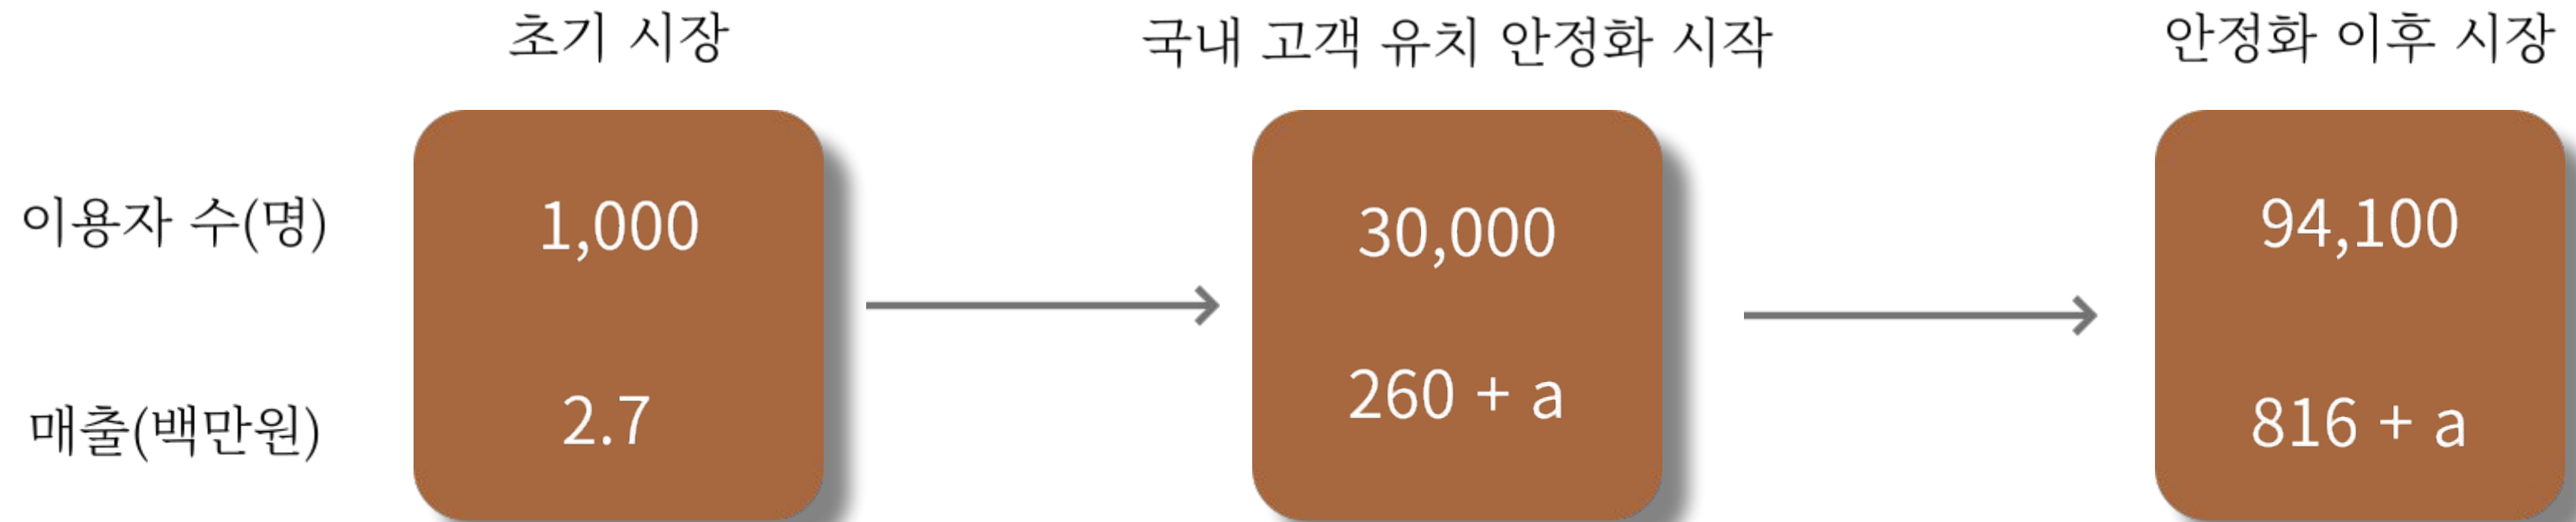 초기 시장 국내 고객 유치 안정화 시작 안정화 이후 시장
이용자 수(명) 1,000 30,000 94,100
매출(백만원) 2.7 260 + a 816 + a